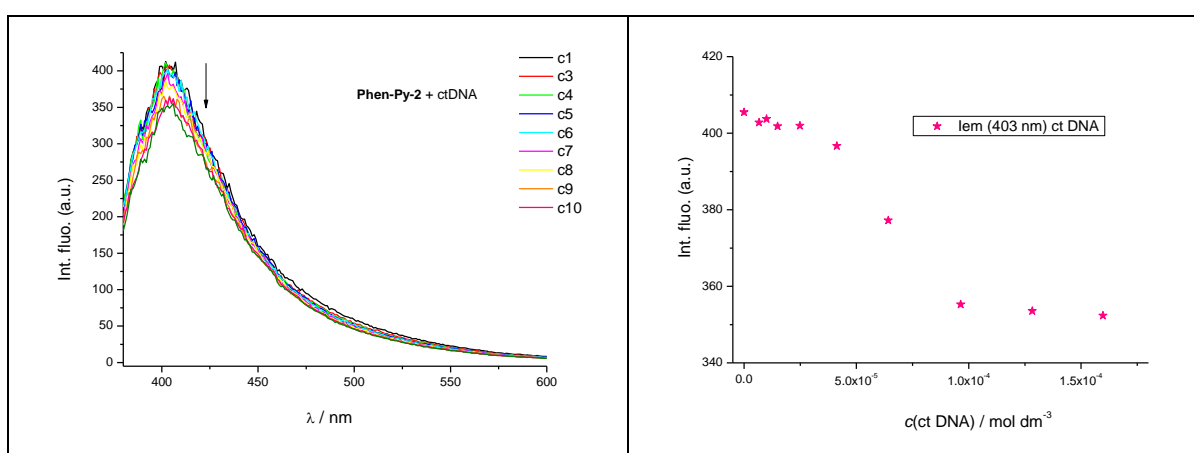 400
350
300
250
200
150
100
50
0
Int. fluo. (a.u.)
400
450
500
550
600
λ / nm
Phen-Py-2 + ctDNA
c1
c3
c4
c5
c6
c7
c8
c9
c10
420
400
380
360
340
Int. fluo. (a.u.)
Iem (403 nm) ct DNA
0.0
5.0x10⁻⁵
1.0x10⁻⁴
1.5x10⁻⁴
c(ct DNA) / mol dm⁻³